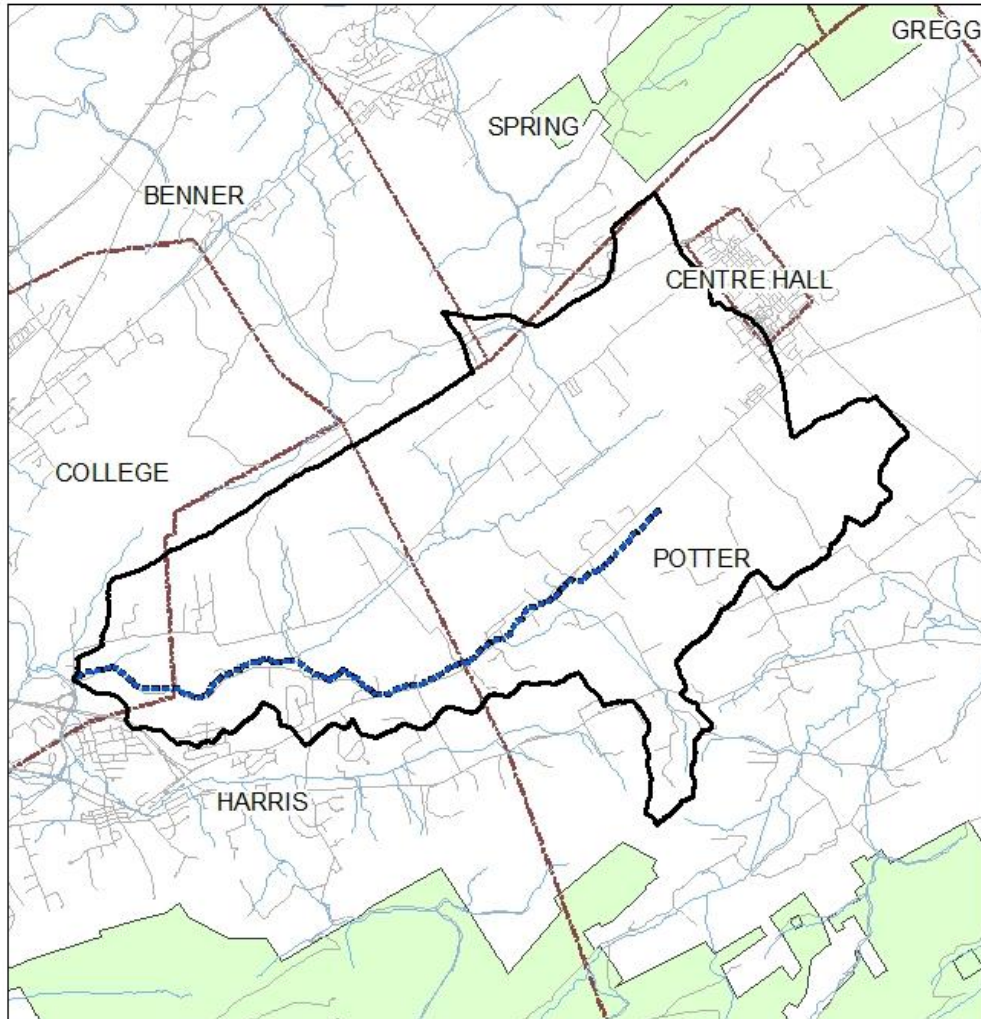 GREGG
SPRING
BENNER
CENTRE HALL
COLLEGE
POTTER
HARRIS